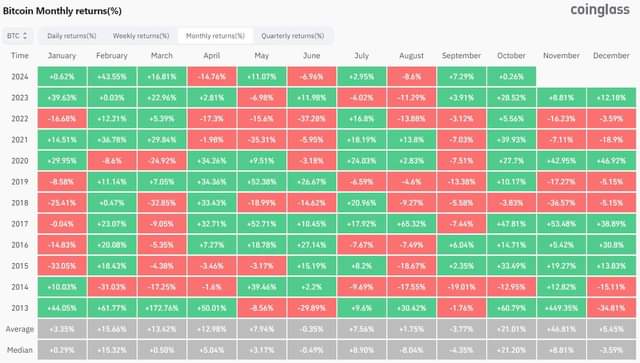 Bitcoin Monthly returns(%)
coinglass
BTC Daily returns(%) Weekly returns(%) Monthly returns(%) Quarterly returns(%)
Time January February March April May June July August September October November December
2024 +0.62% +43.55% +16.81% -14.76% +11.07% -6.96% +2.95% -8.6% +7.29% +0.26%
2023 +39.63% +0.03% +22.96% +2.81% -6.98% +11.98% -4.02% -11.29% +3.91% +28.52% +8.81% +12.18%
2022 -16.68% +12.31% +5.39% -17.3% -15.6% -37.28% +16.8% -13.88% -3.12% +5.56% -16.23% -3.59%
2021 +14.51% +36.78% +29.84% -1.98% -35.31% -5.95% +18.19% +13.8% -7.03% +39.93% -7.11% -18.9%
2020 +29.95% -8.6% -24.92% +34.26% +9.51% -3.18% +24.03% +2.83% -7.51% +27.7% +42.95% +46.92%
2019 -8.58% +11.14% +7.05% +34.36% +52.38% +26.67% -6.59% -4.6% -13.38% +10.17% -17.27% -5.15%
2018 -25.41% +0.47% -32.85% +33.43% -18.99% -14.62% +20.96% -9.27% -5.58% -3.83% -36.57% -5.15%
2017 -0.04% +23.07% -9.05% +32.71% +52.71% +10.45% +17.92% +65.32% -7.44% +47.81% +53.48% +38.89%
2016 -14.83% +20.08% -5.35% +7.27% +18.78% +27.14% -7.67% -7.49% +6.04% +14.71% +5.42% +30.8%
2015 -33.05% +18.43% -4.38% -3.46% -3.17% +15.19% +8.2% -18.67% +2.35% +33.49% +19.27% +13.83%
2014 +10.03% -31.03% -17.25% -1.6% +39.46% +2.2% -9.69% -17.55% -19.01% -12.95% +12.82% -15.11%
2013 +44.05% +61.77% +172.76% +50.01% -8.56% -29.89% +9.6% +30.42% -1.76% +60.79% +449.35% -34.81%
Average +3.35% +15.66% +13.42% +12.98% +7.94% -0.35% +7.56% +1.75% -3.77% +21.01% +46.81% +5.45%
Median +0.29% +15.32% +0.50% +5.04% +3.17% -0.49% +8.90% -8.04% -4.35% +21.20% +8.81% -3.59%